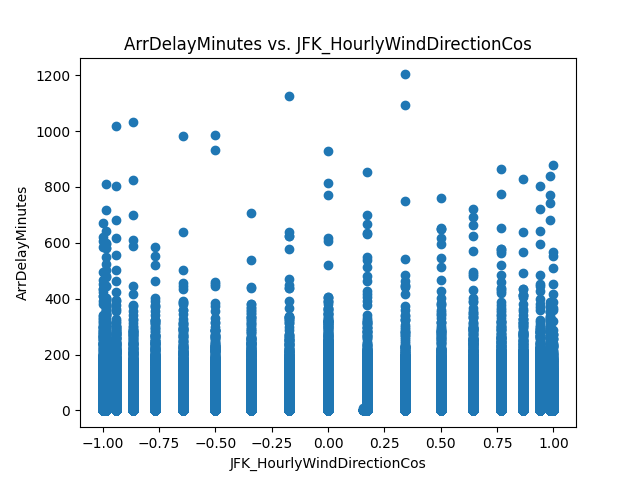 ArrDelayMinutes vs. JFK_HourlyWindDirectionCos
1200
1000
800
600
400
200
0
ArrDelayMinutes
−1.00 −0.75 −0.50 −0.25 0.00 0.25 0.50 0.75 1.00
JFK_HourlyWindDirectionCos